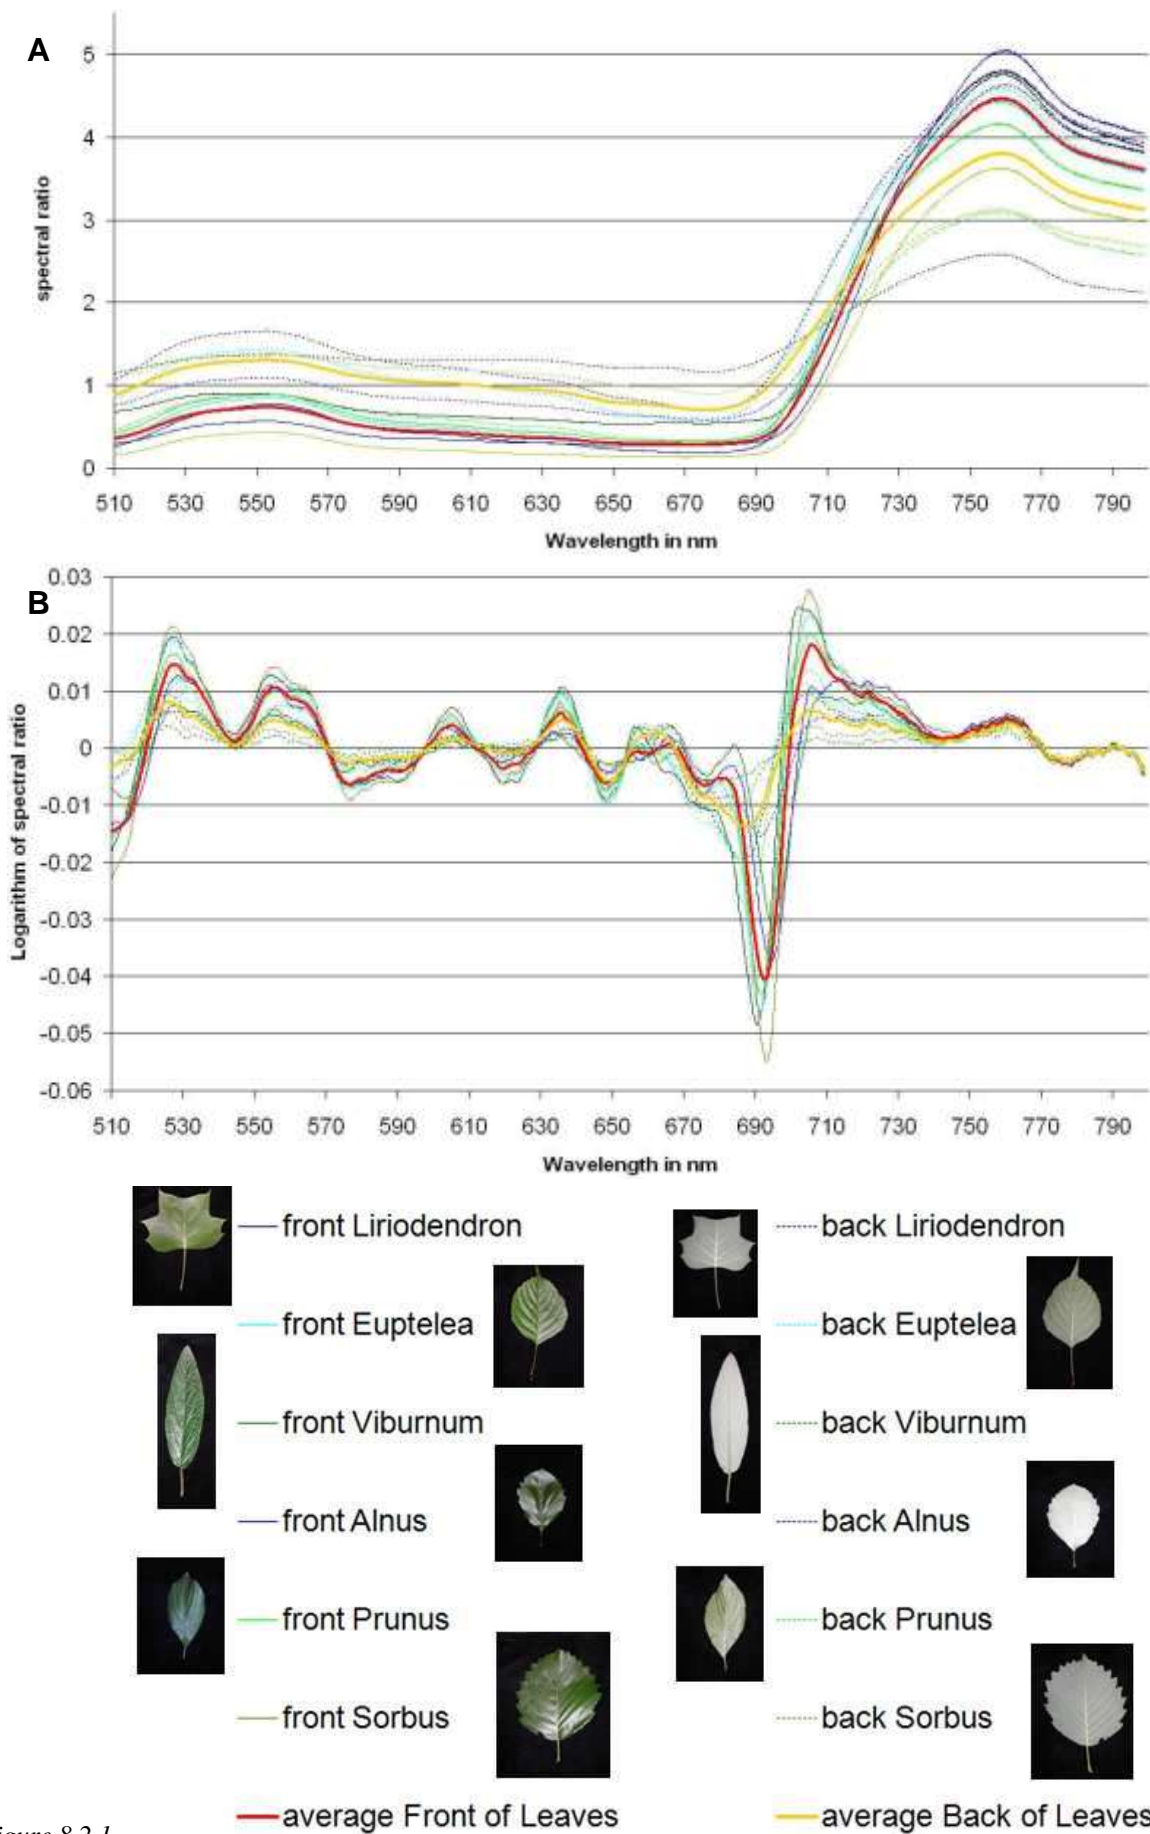 A
5
4
3
2
1
0
spectral ratio
510 530 550 570 590 610 630 650 670 690 710 730 750 770 790
Wavelength in nm
B
0.03
0.02
0.01
0
-0.01
-0.02
-0.03
-0.04
-0.05
-0.06
Logarithm of spectral ratio
510 530 550 570 590 610 630 650 670 690 710 730 750 770 790
Wavelength in nm
front Liriodendron
front Euptelea
front Viburnum
front Alnus
front Prunus
front Sorbus
average Front of Leaves
back Liriodendron
back Euptelea
back Viburnum
back Alnus
back Prunus
back Sorbus
average Back of Leaves